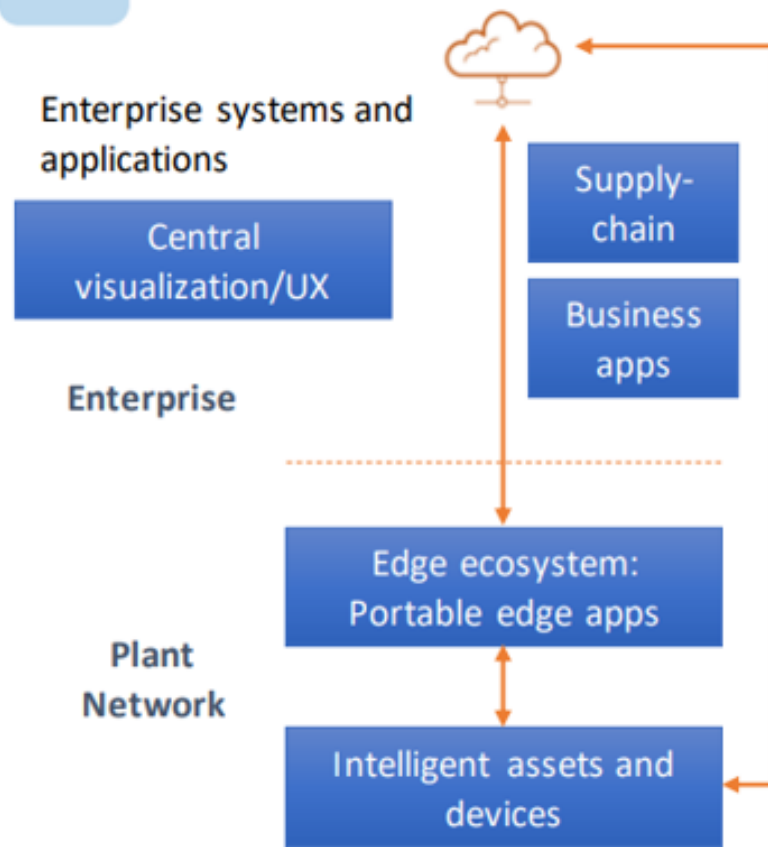 Enterprise systems and
applications
Central
visualization/UX
Supply-
chain
Business
apps
Enterprise
Edge ecosystem:
Portable edge apps
Plant
Network
Intelligent assets and
devices